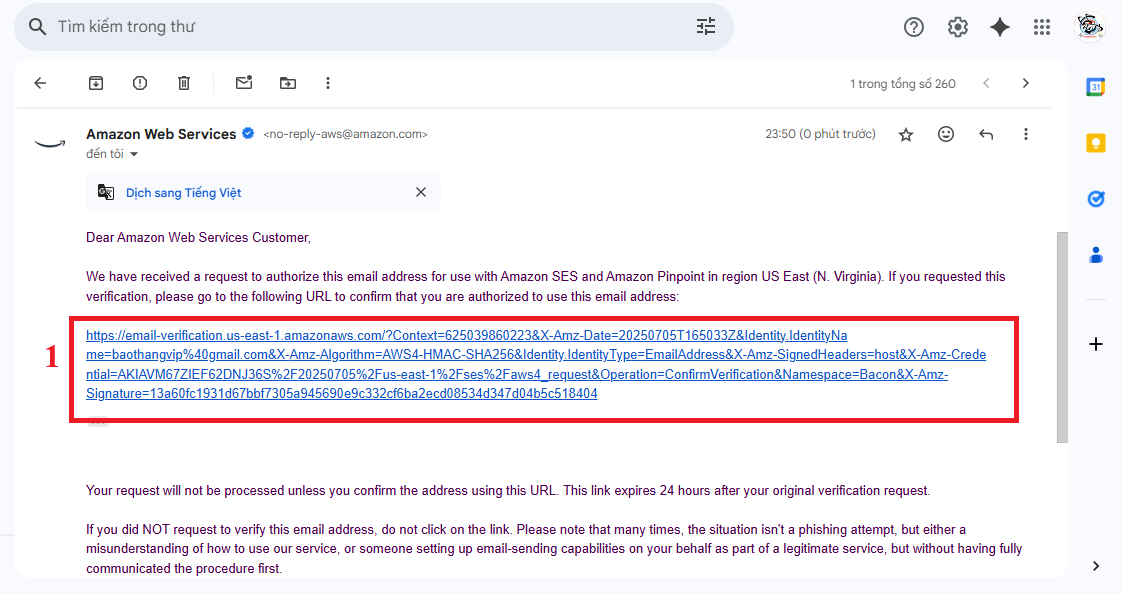 Tìm kiếm trong thư
1 trong tổng số 260
31
Amazon Web Services <no-reply-aws@amazon.com>
23:50 (0 phút trước)
đến tôi
Dịch sang Tiếng Việt
Dear Amazon Web Services Customer,
We have received a request to authorize this email address for use with Amazon SES and Amazon Pinpoint in region US East (N. Virginia). If you requested this
verification, please go to the following URL to confirm that you are authorized to use this email address:
1
https://email-verification.us-east-1.amazonaws.com/?Context=625039860223&X-Amz-Date=20250705T165033Z&Identity.IdentityNa
me=baothangvip%40gmail.com&X-Amz-Algorithm=AWS4-HMAC-SHA256&Identity.IdentityType=EmailAddress&X-Amz-SignedHeaders=host&X-Amz-Crede
ntial=AKIAVM67ZIEF62DNJ36S%2F20250705%2Fus-east-1%2Fses%2Faws4_request&Operation=ConfirmVerification&Namespace=Bacon&X-Amz-
Signature=13a60fc1931d67bbf7305a945690e9c332cf6ba2ecd08534d347d04b5c518404
Your request will not be processed unless you confirm the address using this URL. This link expires 24 hours after your original verification request.
If you did NOT request to verify this email address, do not click on the link. Please note that many times, the situation isn't a phishing attempt, but either a
misunderstanding of how to use our service, or someone setting up email-sending capabilities on your behalf as part of a legitimate service, but without having fully
communicated the procedure first.